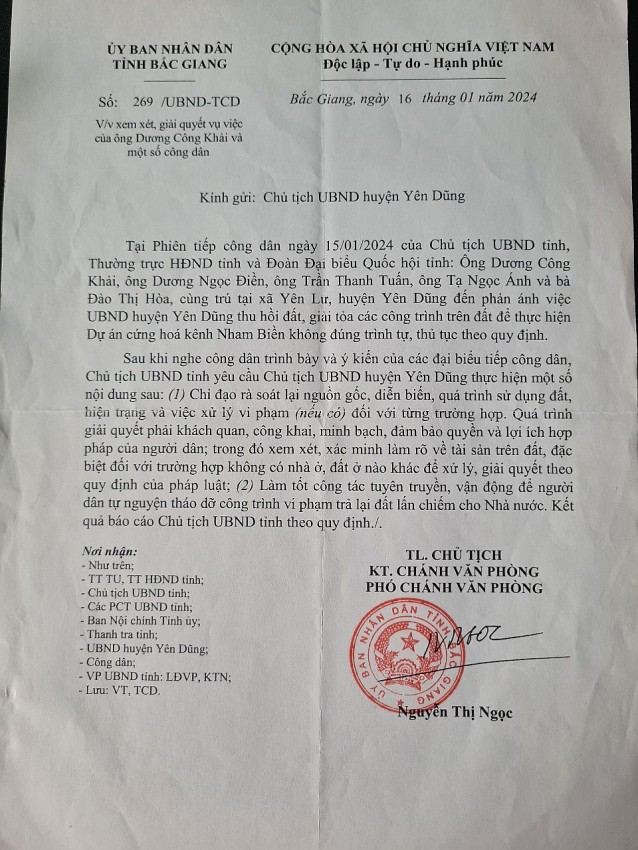 ỦY BAN NHÂN DÂN
TỈNH BẮC GIANG
CỘNG HÒA XÃ HỘI CHỦ NGHĨA VIỆT NAM
Độc lập - Tự do - Hạnh phúc
Số: 269 /UBND-TCD
Bắc Giang, ngày 16 tháng 01 năm 2024
V/v xem xét, giải quyết vụ việc
của ông Dương Công Khải và
một số công dân
Kính gửi: Chủ tịch UBND huyện Yên Dũng
Tại Phiên tiếp công dân ngày 15/01/2024 của Chủ tịch UBND tỉnh,
Thường trực HĐND tỉnh và Đoàn Đại biểu Quốc hội tỉnh: Ông Dương Công
Khải, ông Dương Ngọc Điền, ông Trần Thanh Tuấn, ông Tạ Ngọc Ánh và bà
Đào Thị Hòa, cùng trú tại xã Yên Lư, huyện Yên Dũng đến phản ánh việc
UBND huyện Yên Dũng thu hồi đất, giải tỏa các công trình trên đất để thực hiện
Dự án cứng hoá kênh Nham Biền không đúng trình tự, thủ tục theo quy định.
Sau khi nghe công dân trình bày và ý kiến của các đại biểu tiếp công dân,
Chủ tịch UBND tỉnh yêu cầu Chủ tịch UBND huyện Yên Dũng thực hiện một số
nội dung sau: (1) Chỉ đạo rà soát lại nguồn gốc, diễn biến, quá trình sử dụng đất,
hiện trạng và việc xử lý vi phạm (nếu có) đối với từng trường hợp. Quá trình
giải quyết phải khách quan, công khai, minh bạch, đảm bảo quyền và lợi ích hợp
pháp của người dân; trong đó xem xét, xác minh làm rõ về tài sản trên đất, đặc
biệt đối với trường hợp không có nhà ở, đất ở nào khác để xử lý, giải quyết theo
quy định của pháp luật; (2) Làm tốt công tác tuyên truyền, vận động để người
dân tự nguyện tháo dỡ công trình vi phạm trả lại đất lấn chiếm cho Nhà nước. Kết
quả báo cáo Chủ tịch UBND tỉnh theo quy định./.
Nơi nhận:
- Như trên;
- TT TU, TT HĐND tỉnh;
- Chủ tịch UBND tỉnh;
- Các PCT UBND tỉnh;
- Ban Nội chính Tỉnh ủy;
- Thanh tra tỉnh;
- UBND huyện Yên Dũng;
- Công dân;
- VP UBND tỉnh: LĐVP, KTN;
- Lưu: VT, TCD.
TL. CHỦ TỊCH
KT. CHÁNH VĂN PHÒNG
PHÓ CHÁNH VĂN PHÒNG
ỦY BAN NHÂN DÂN TỈNH BẮC GIANG
Nguyễn Thị Ngọc